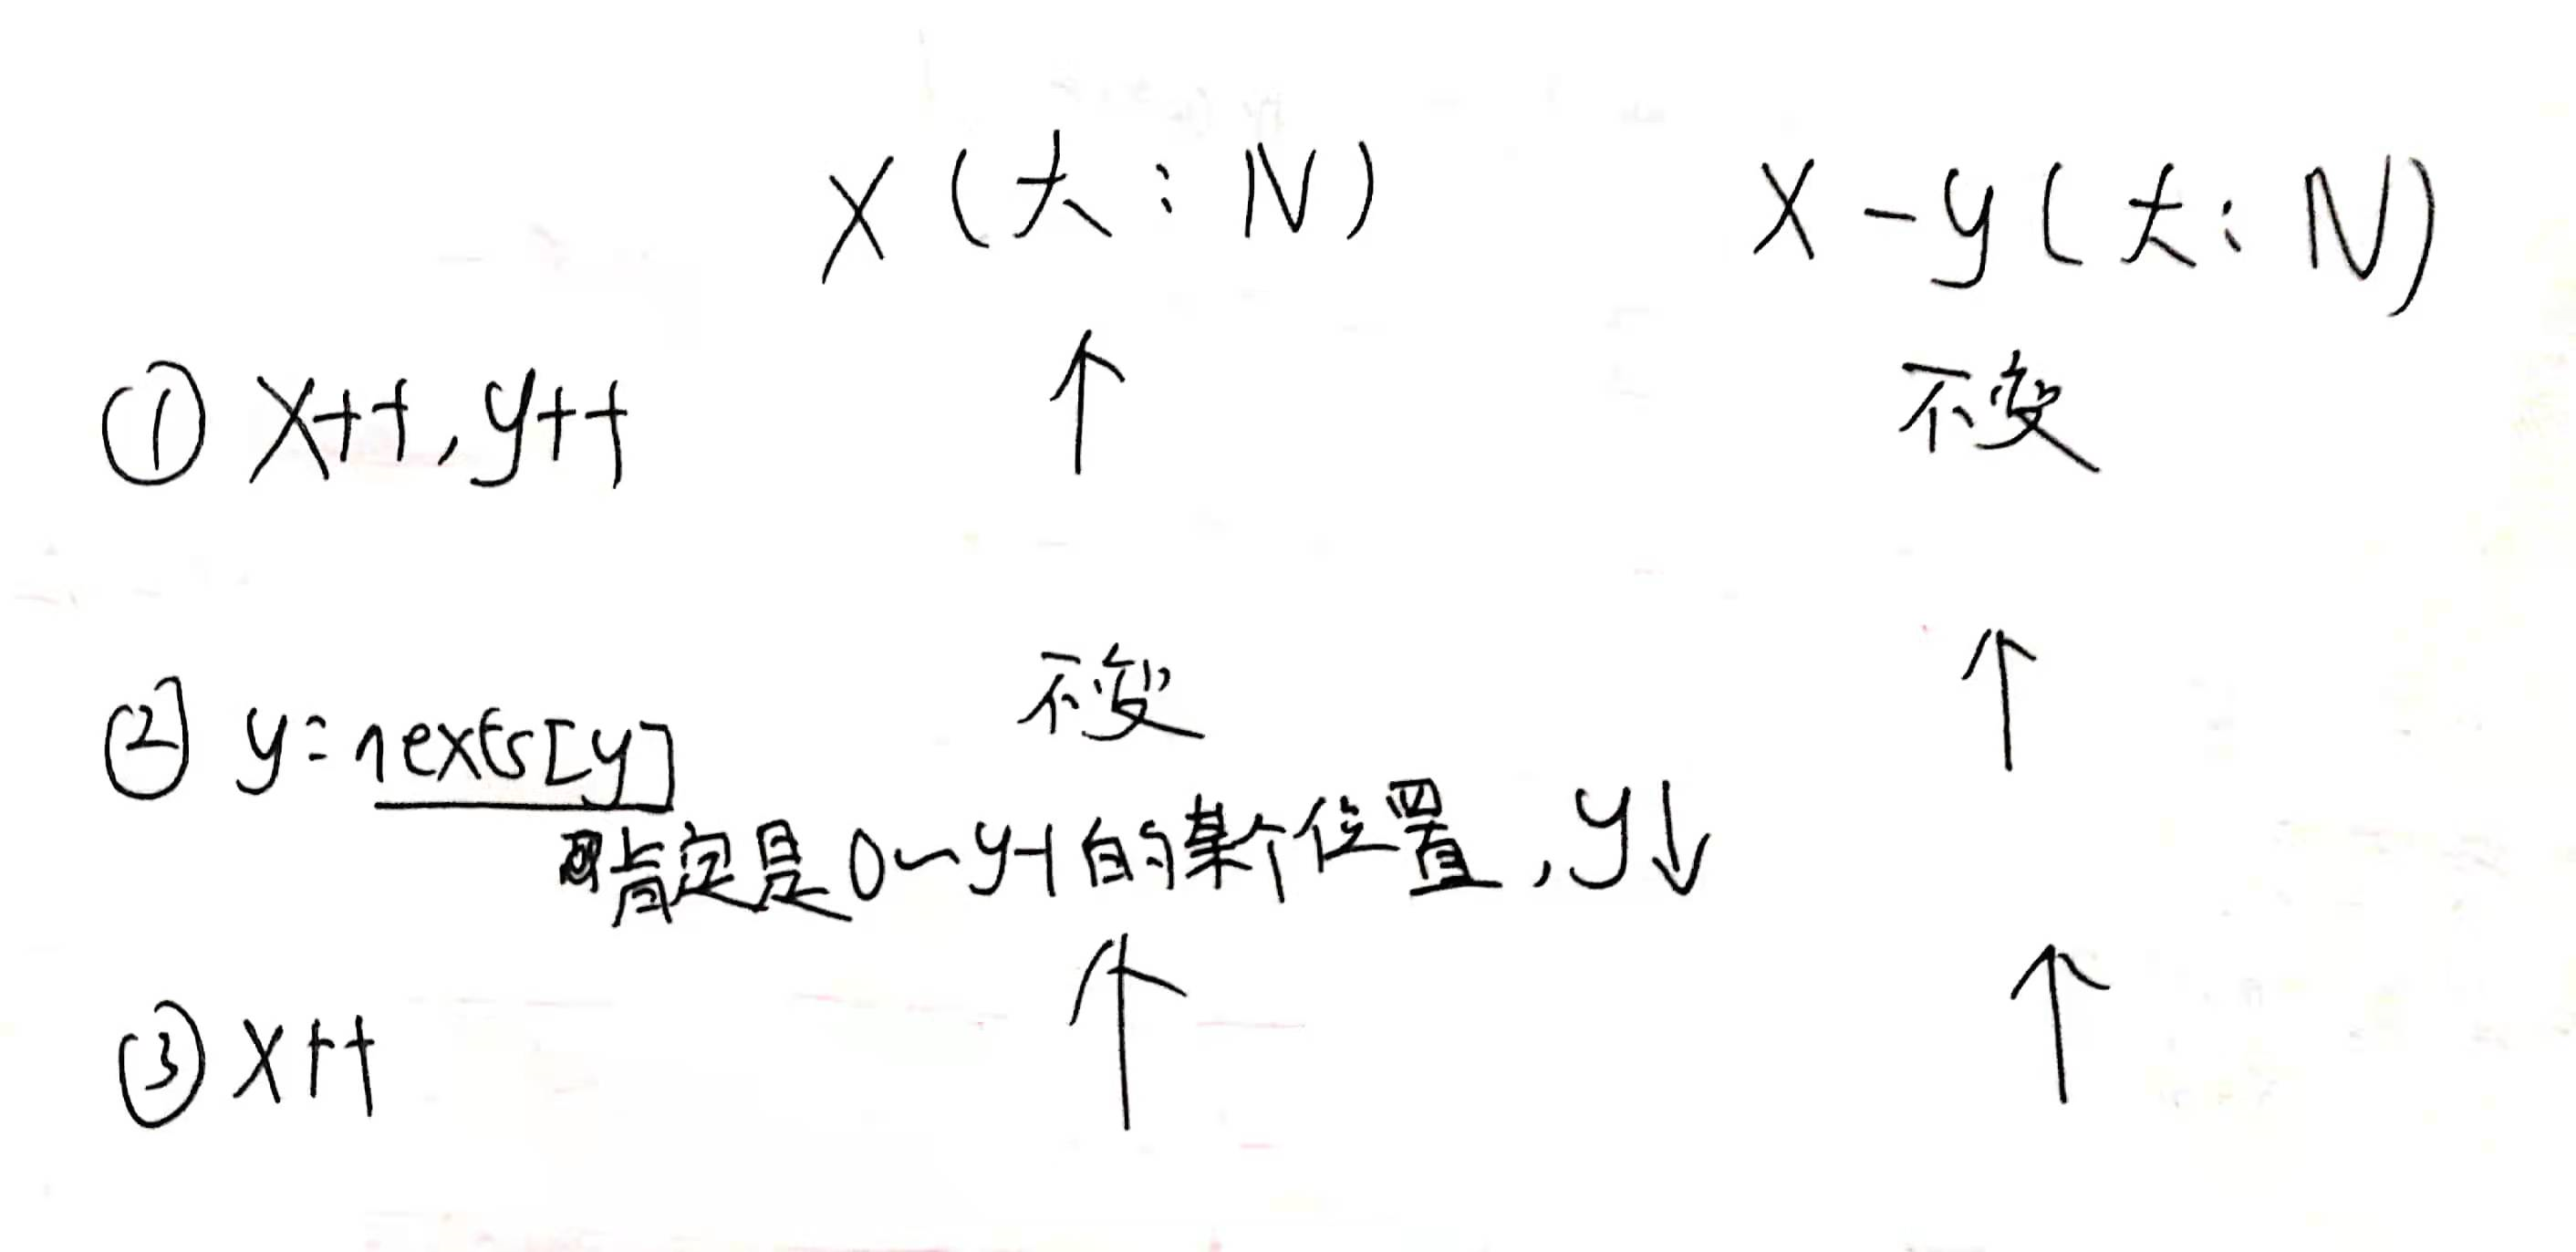 X（大：N） X-y（大：N）
① X++,y++ ↑ 不变
② y=nexts[y] 不变 ↑
肯定是0~y-1的某个位置,y↓
③ X++ ↑ ↑